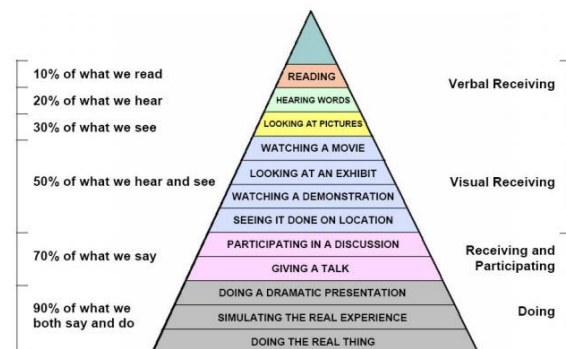 10% of what we read
READING
Verbal Receiving
20% of what we hear
HEARING WORDS
30% of what we see
LOOKING AT PICTURES
WATCHING A MOVIE
50% of what we hear and see
LOOKING AT AN EXHIBIT
Visual Receiving
WATCHING A DEMONSTRATION
SEEING IT DONE ON LOCATION
70% of what we say
PARTICIPATING IN A DISCUSSION
GIVING A TALK
Receiving and
Participating
90% of what we
both say and do
DOING A DRAMATIC PRESENTATION
SIMULATING THE REAL EXPERIENCE
DOING THE REAL THING
Doing